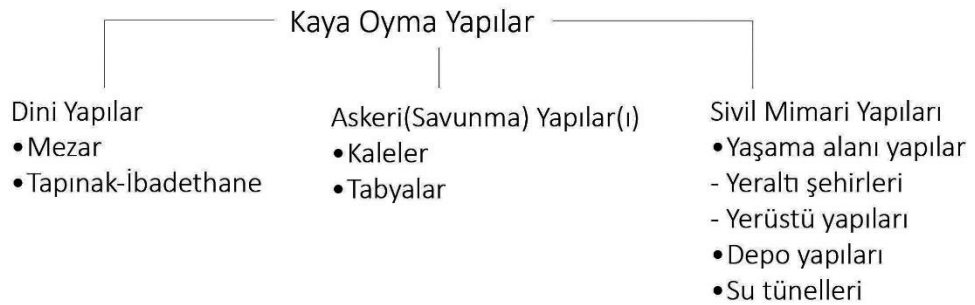 Kaya Oyma Yapılar
Dini Yapılar
•Mezar
•Tapınak-İbadethane
Askeri(Savunma) Yapılar(ı)
•Kaleler
•Tabyalar
Sivil Mimari Yapıları
•Yaşama alanı yapılar
- Yeraltı şehirleri
- Yerüstü yapıları
•Depo yapıları
•Su tünelleri